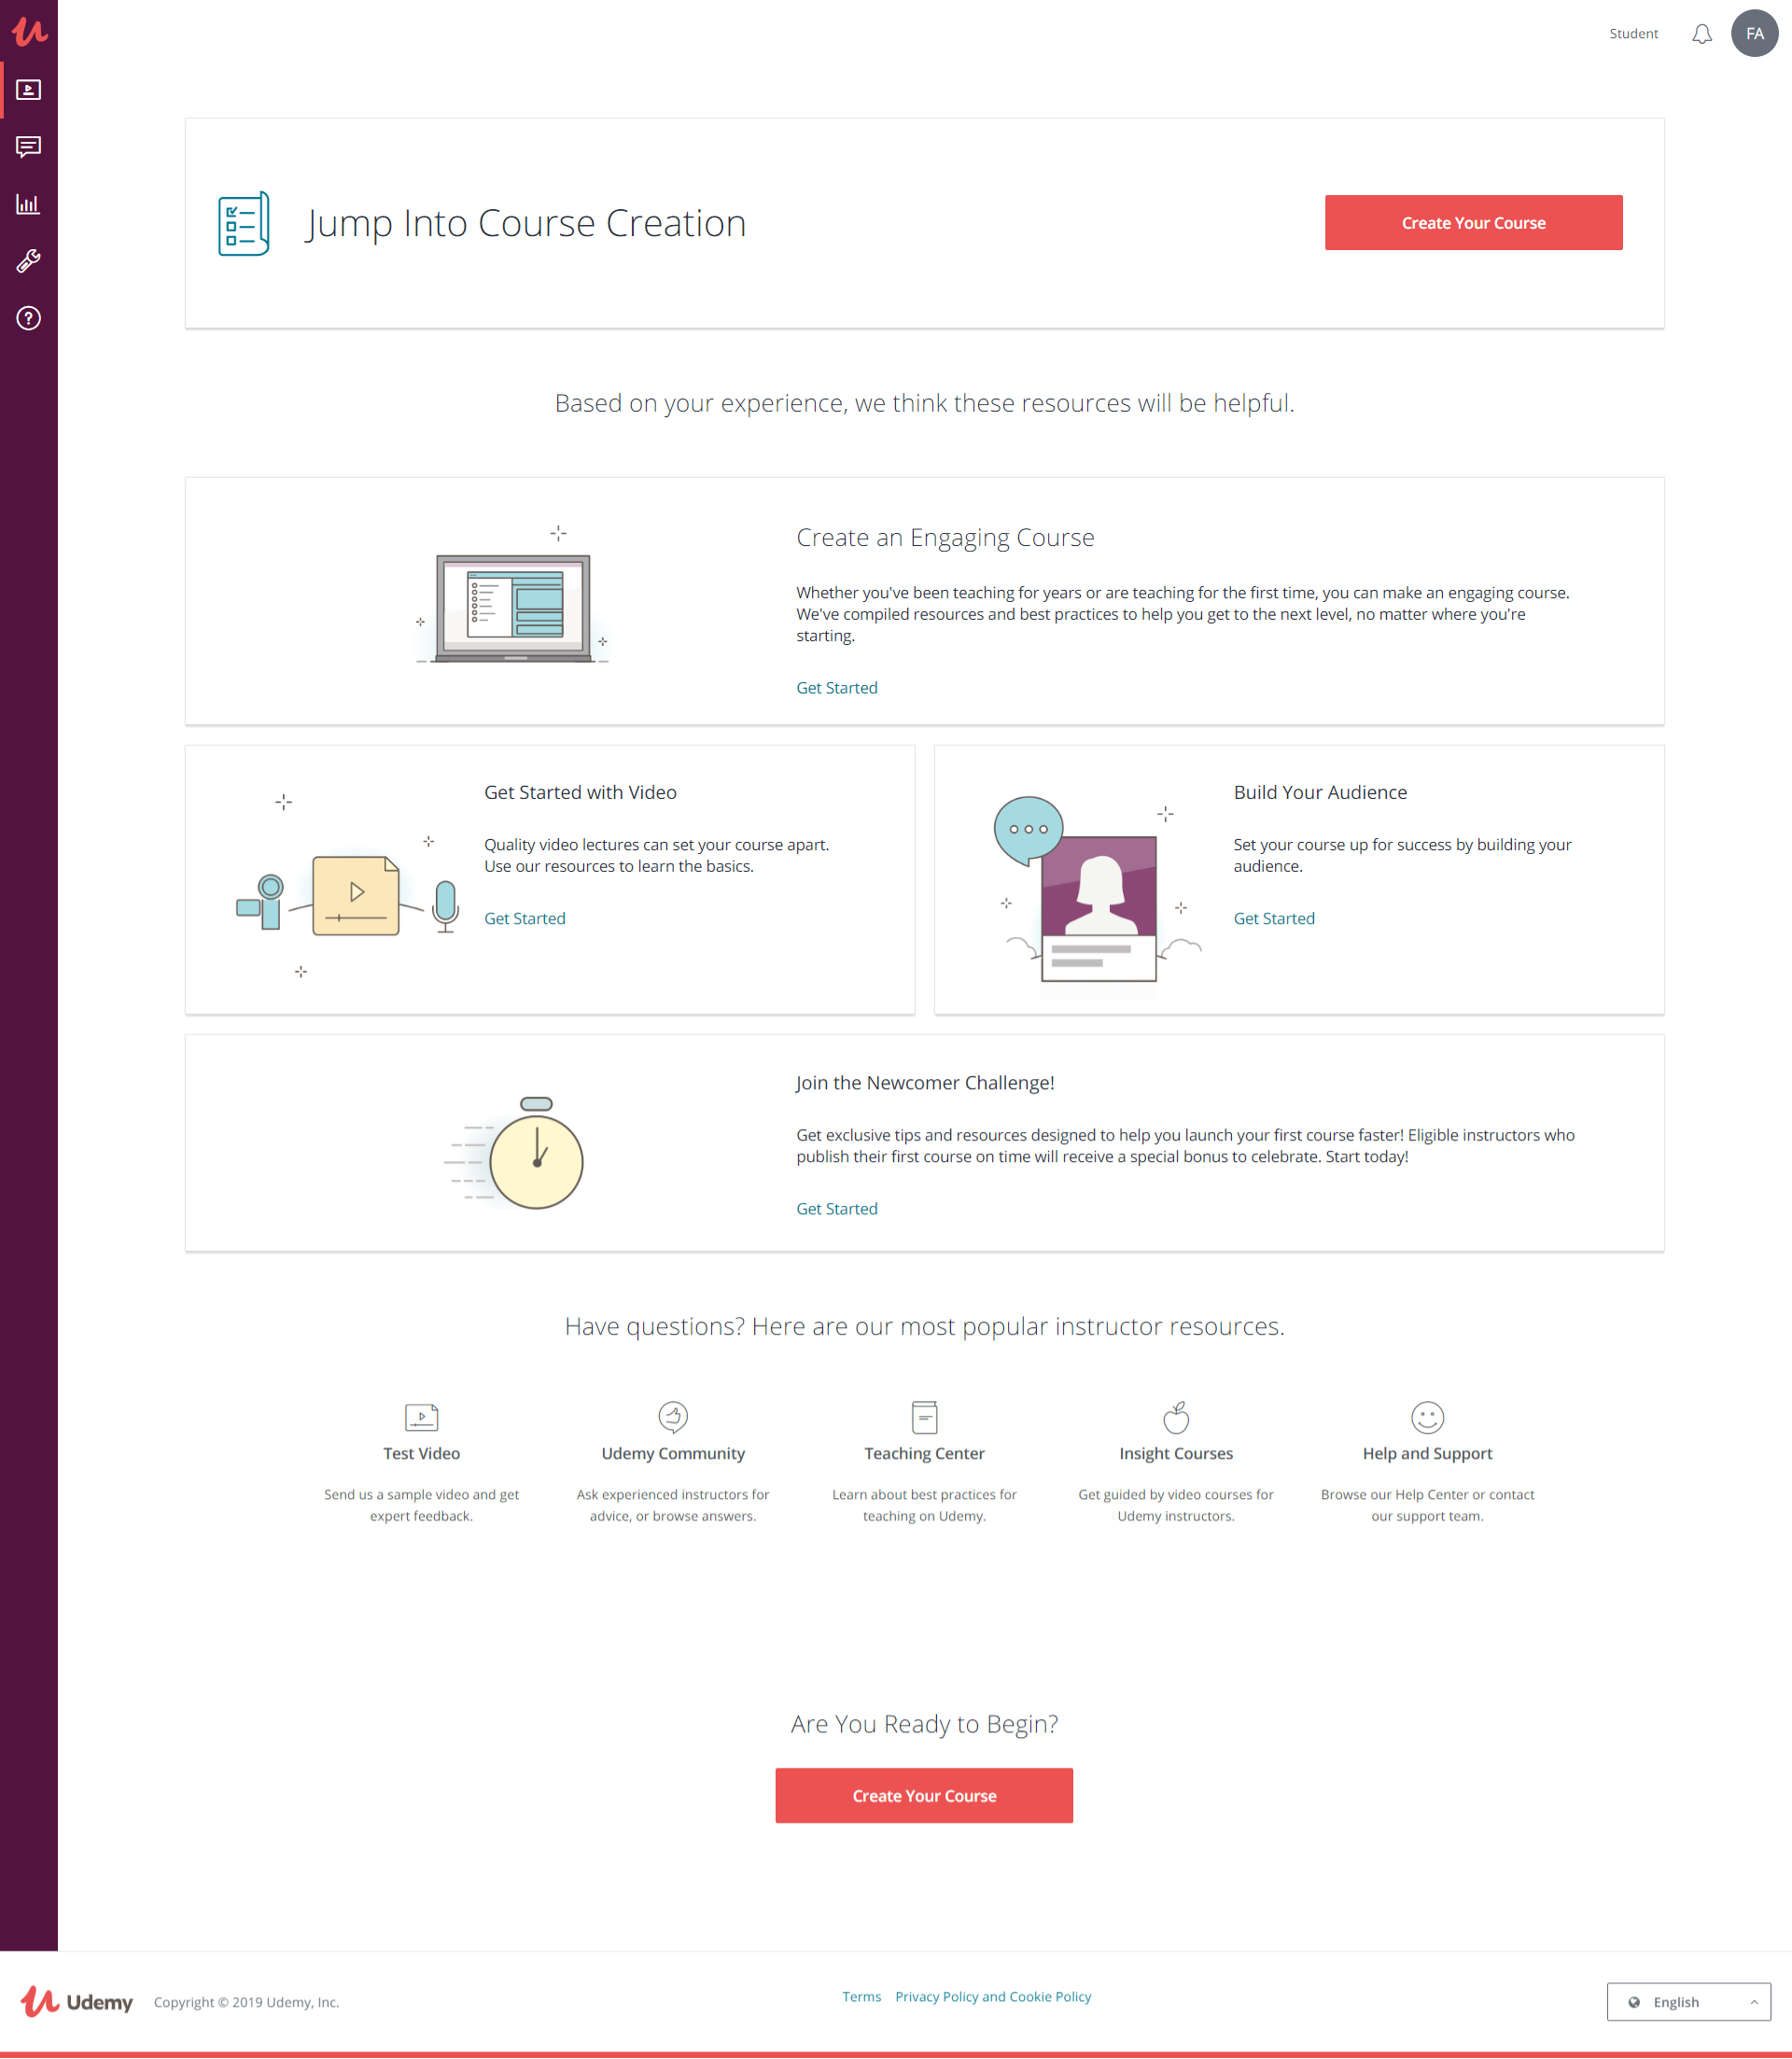 Student
FA
Jump Into Course Creation
Create Your Course
Based on your experience, we think these resources will be helpful.
Create an Engaging Course
Whether you've been teaching for years or are teaching for the first time, you can make an engaging course.
We've compiled resources and best practices to help you get to the next level, no matter where you're
starting.
Get Started
Get Started with Video
Quality video lectures can set your course apart.
Use our resources to learn the basics.
Get Started
Build Your Audience
Set your course up for success by building your
audience.
Get Started
Join the Newcomer Challenge!
Get exclusive tips and resources designed to help you launch your first course faster! Eligible instructors who
publish their first course on time will receive a special bonus to celebrate. Start today!
Get Started
Have questions? Here are our most popular instructor resources.
Test Video
Send us a sample video and get
expert feedback.
Udemy Community
Ask experienced instructors for
advice, or browse answers.
Teaching Center
Learn about best practices for
teaching on Udemy.
Insight Courses
Get guided by video courses for
Udemy instructors.
Help and Support
Browse our Help Center or contact
our support team.
Are You Ready to Begin?
Create Your Course
Udemy
Copyright © 2019 Udemy, Inc.
Terms
Privacy Policy and Cookie Policy
English